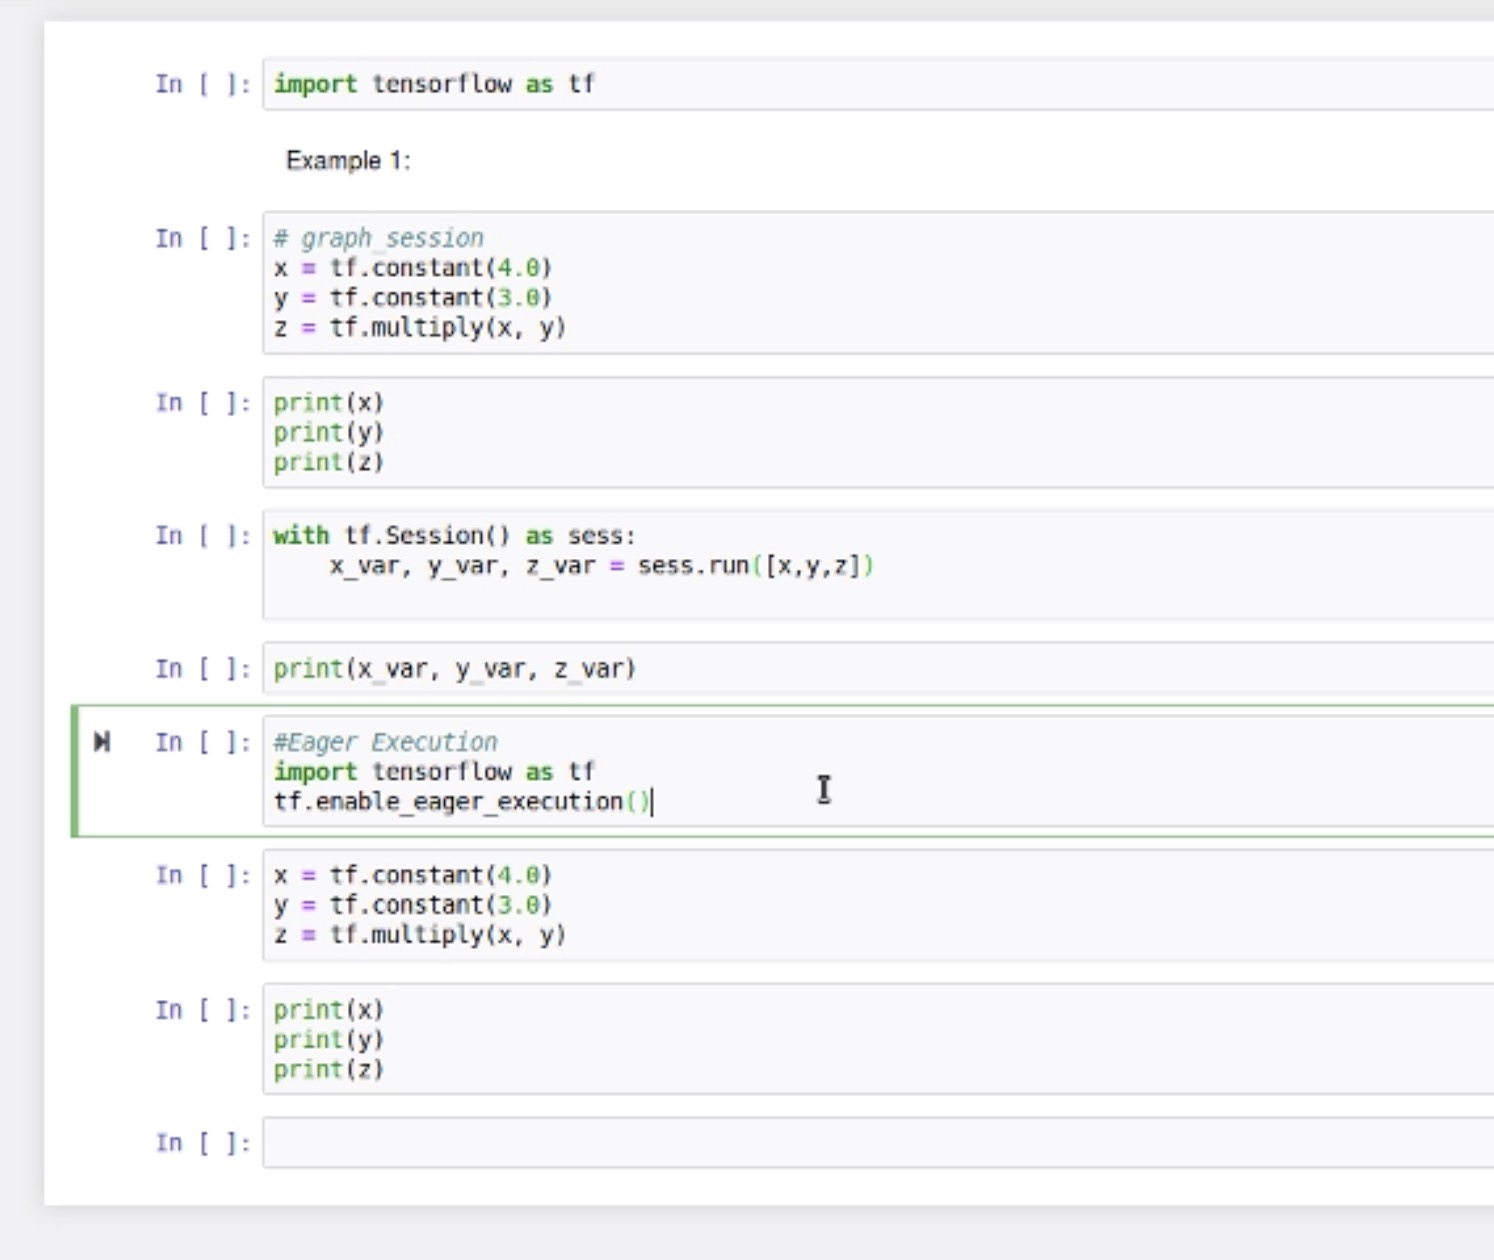 In [ ]: import tensorflow as tf
Example 1:
In [ ]: # graph_session
x = tf.constant(4.0)
y = tf.constant(3.0)
z = tf.multiply(x, y)
In [ ]: print(x)
print(y)
print(z)
In [ ]: with tf.Session() as sess:
    x_var, y_var, z_var = sess.run([x,y,z])
In [ ]: print(x_var, y_var, z_var)
In [ ]: #Eager Execution
import tensorflow as tf
tf.enable_eager_execution()
In [ ]: x = tf.constant(4.0)
y = tf.constant(3.0)
z = tf.multiply(x, y)
In [ ]: print(x)
print(y)
print(z)
In [ ]: